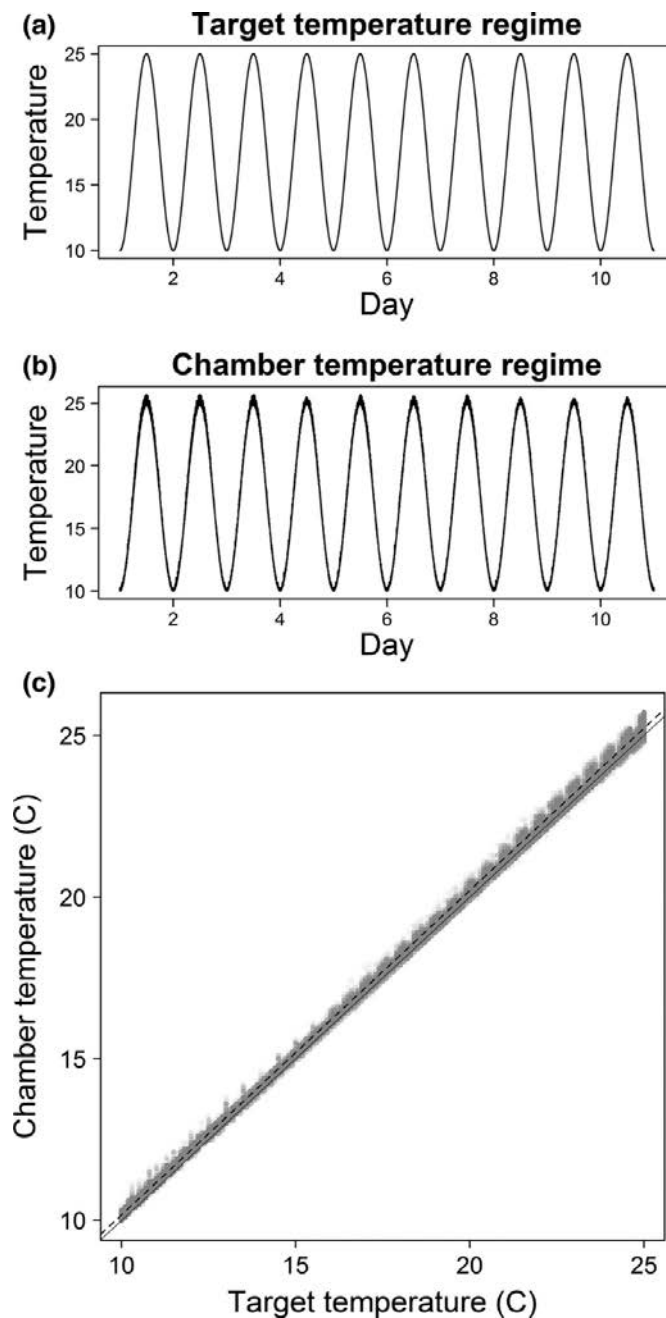 (a) Target temperature regime
25
20
15
10
Temperature
2 4 6 8 10
Day
(b) Chamber temperature regime
25
20
15
10
Temperature
2 4 6 8 10
Day
(c)
25
20
15
10
Chamber temperature (C)
10 15 20 25
Target temperature (C)